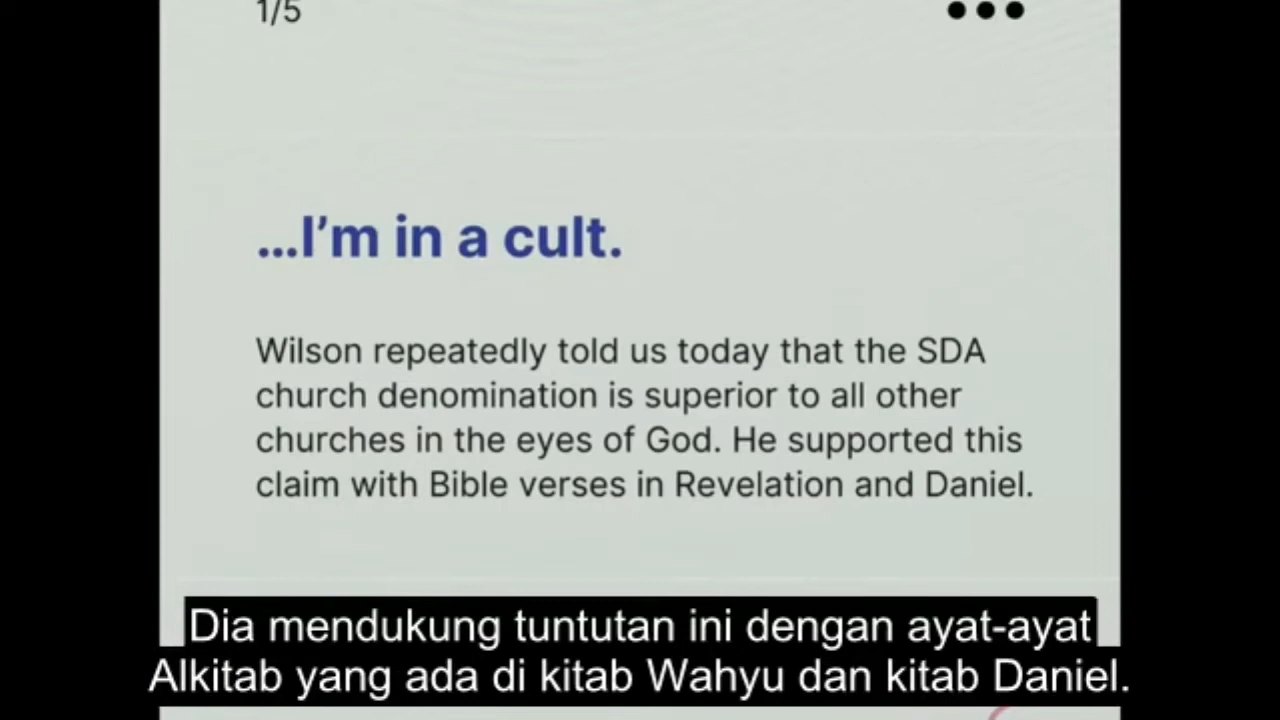 1/5
...I’m in a cult.
Wilson repeatedly told us today that the SDA
church denomination is superior to all other
churches in the eyes of God. He supported this
claim with Bible verses in Revelation and Daniel.
Dia mendukung tuntutan ini dengan ayat-ayat
Alkitab yang ada di kitab Wahyu dan kitab Daniel.